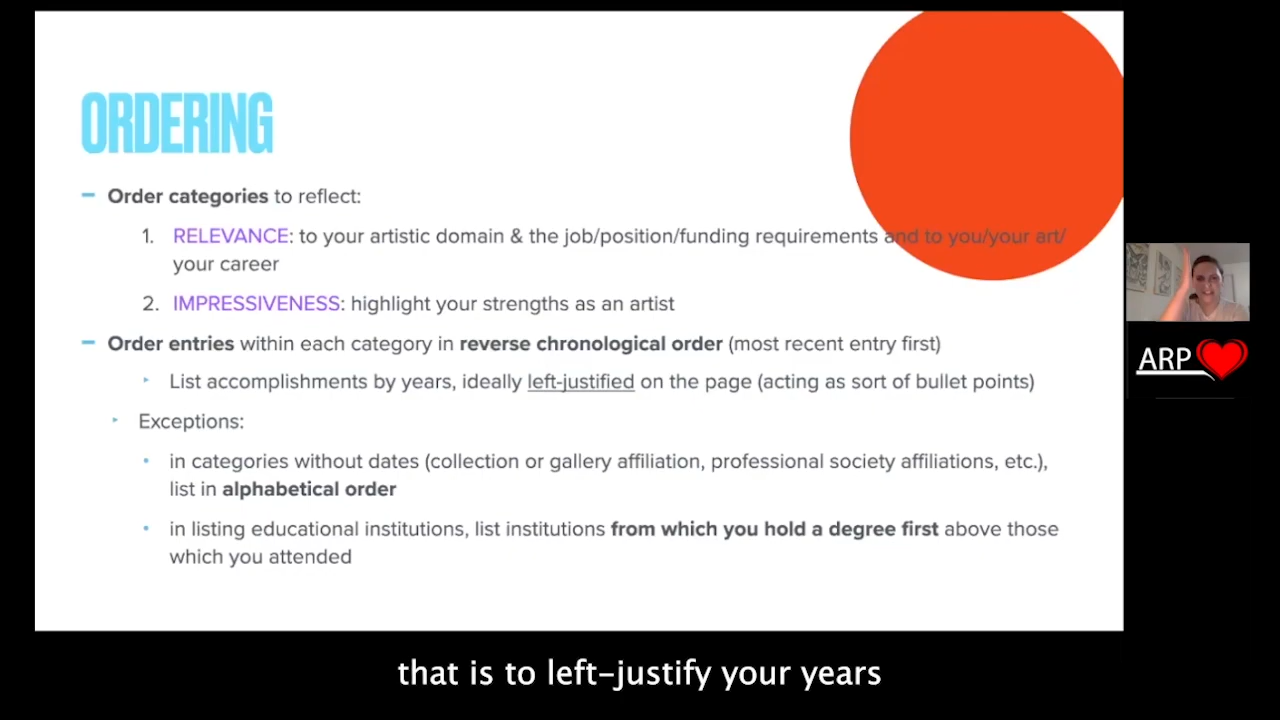 ORDERING
Order categories to reflect:
1. RELEVANCE: to your artistic domain & the job/position/funding requirements and to you/your art/
your career
2. IMPRESSIVENESS: highlight your strengths as an artist
Order entries within each category in reverse chronological order (most recent entry first)
List accomplishments by years, ideally left-justified on the page (acting as sort of bullet points)
Exceptions:
in categories without dates (collection or gallery affiliation, professional society affiliations, etc.),
list in alphabetical order
in listing educational institutions, list institutions from which you hold a degree first above those
which you attended
ARP
that is to left-justify your years